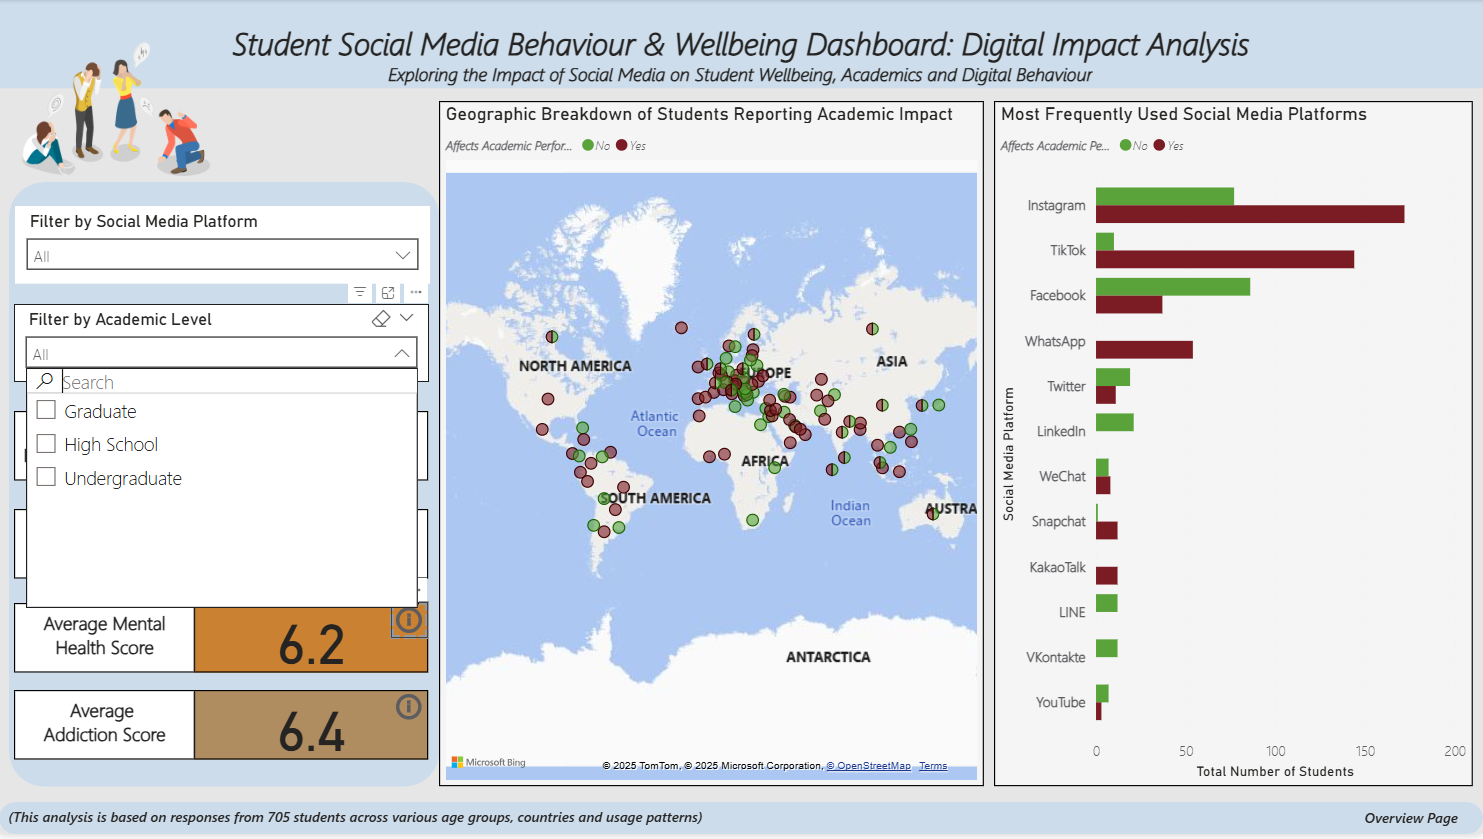 Student Social Media Behaviour & Wellbeing Dashboard: Digital Impact Analysis
Exploring the Impact of Social Media on Student Wellbeing, Academics and Digital Behaviour
Filter by Social Media Platform
All
Filter by Academic Level
All
Search
Graduate
High School
Undergraduate
Average Mental
Health Score
6.2
Average
Addiction Score
6.4
Geographic Breakdown of Students Reporting Academic Impact
Affects Academic Perfor... No Yes
NORTH AMERICA
EUROPE
ASIA
Atlantic
Ocean
AFRICA
SOUTH AMERICA
Indian
Ocean
AUSTRA
ANTARCTICA
Microsoft Bing
© 2025 TomTom, © 2025 Microsoft Corporation, © OpenStreetMap Terms
Most Frequently Used Social Media Platforms
Affects Academic Pe... No Yes
Social Media Platform
Instagram
TikTok
Facebook
WhatsApp
Twitter
LinkedIn
WeChat
Snapchat
KakaoTalk
LINE
VKontakte
YouTube
0 50 100 150 200
Total Number of Students
(This analysis is based on responses from 705 students across various age groups, countries and usage patterns)
Overview Page